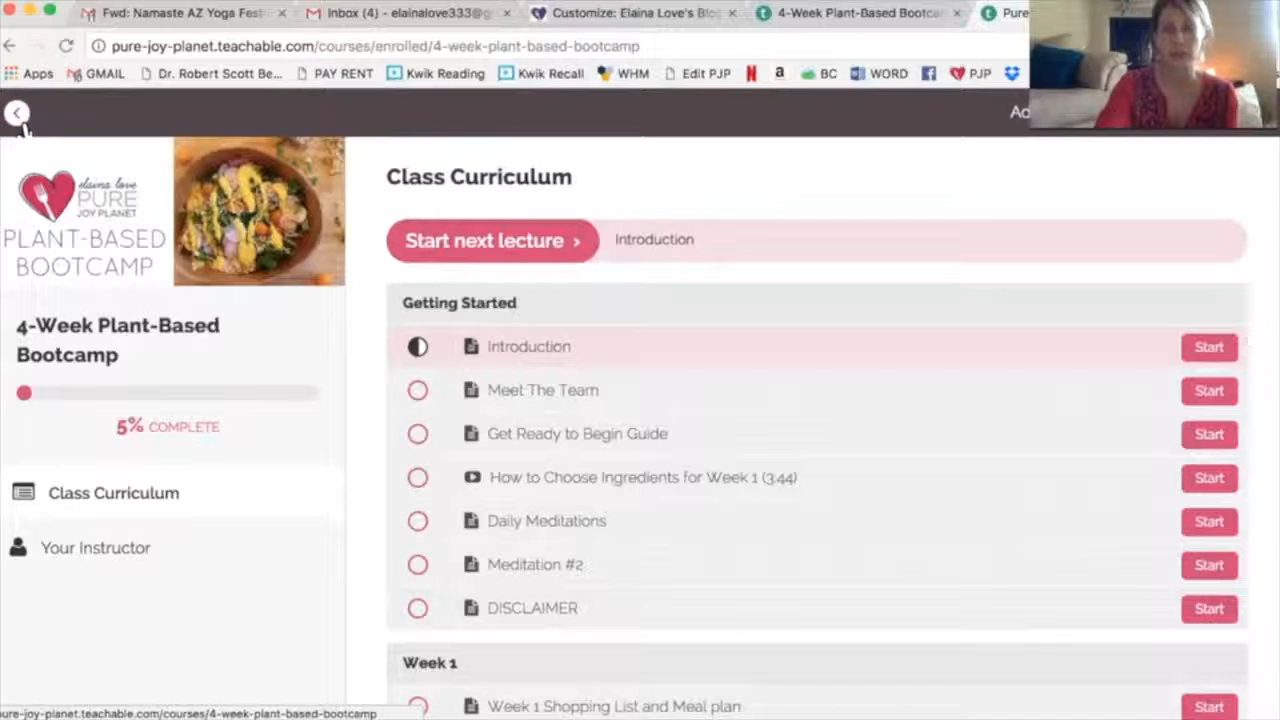 Fwd: Namaste AZ Yoga Fest
Inbox (4) - elainalove333@g
Customize: Elaina Love's Blog
4-Week Plant-Based Bootca
Pure
pure-joy-planet.teachable.com/courses/enrolled/4-week-plant-based-bootcamp
Apps GMAIL Dr. Robert Scott Be... PAY RENT Kwik Reading Kwik Recall WHM Edit PJP BC WORD PJP
Ad
elaina love
PURE
JOY PLANET
PLANT-BASED
BOOTCAMP
4-Week Plant-Based
Bootcamp
5% COMPLETE
Class Curriculum
Your Instructor
Class Curriculum
Start next lecture › Introduction
Getting Started
Introduction Start
Meet The Team Start
Get Ready to Begin Guide Start
How to Choose Ingredients for Week 1 (3:44) Start
Daily Meditations Start
Meditation #2 Start
DISCLAIMER Start
Week 1
Week 1 Shopping List and Meal plan Start
ure-joy-planet.teachable.com/courses/4-week-plant-based-bootcamp